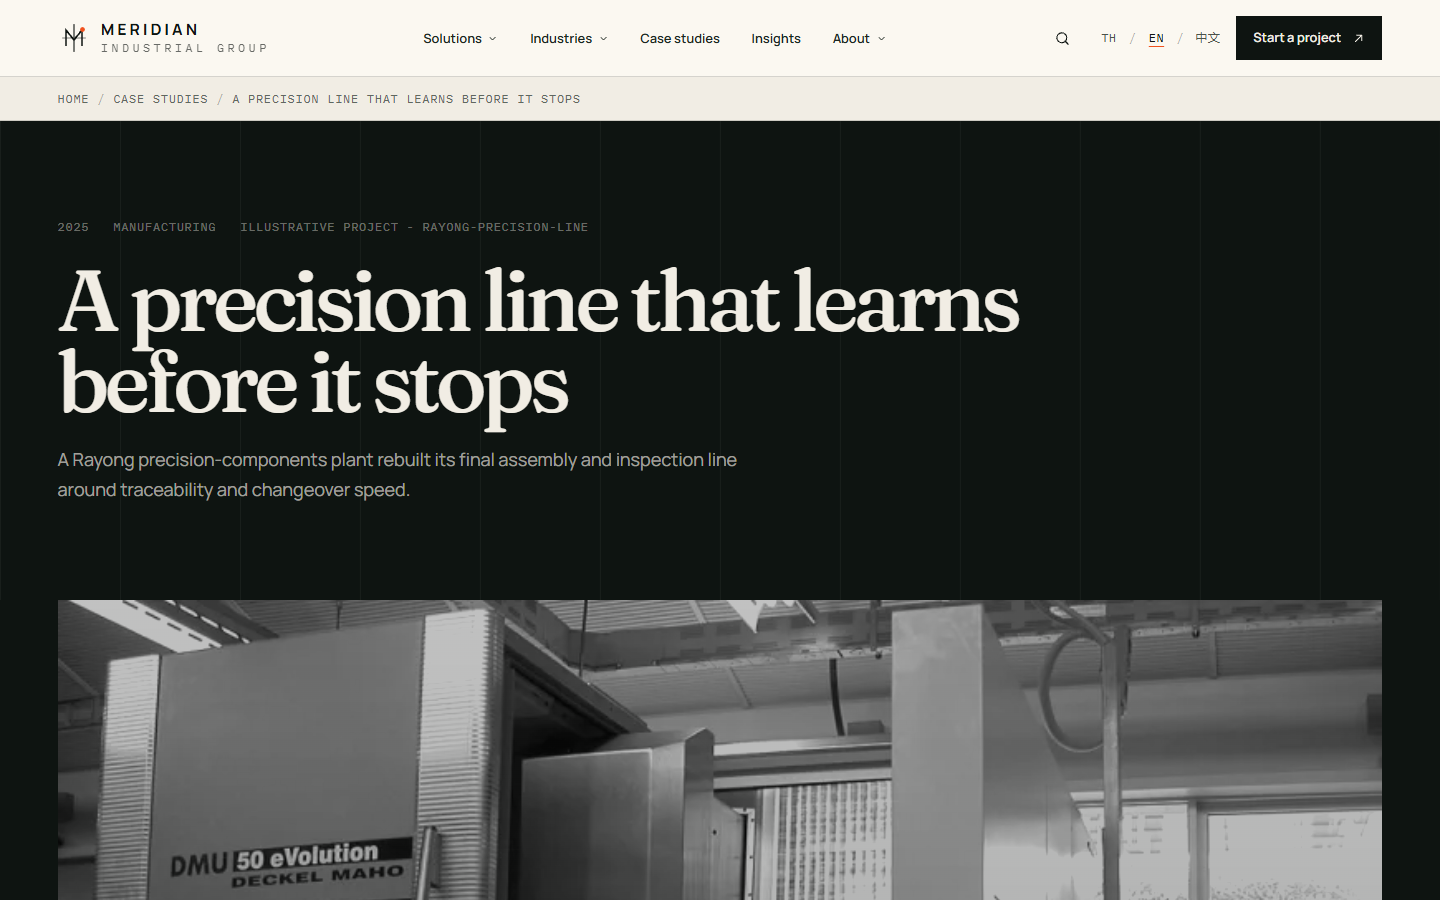 MERIDIAN
INDUSTRIAL GROUP
Solutions
Industries
Case studies
Insights
About
TH / EN / 中文
Start a project
HOME / CASE STUDIES / A PRECISION LINE THAT LEARNS BEFORE IT STOPS
2025 MANUFACTURING ILLUSTRATIVE PROJECT - RAYONG-PRECISION-LINE
A precision line that learns
before it stops
A Rayong precision-components plant rebuilt its final assembly and inspection line
around traceability and changeover speed.
DMU 50 eVolution
DECKEL MAHO